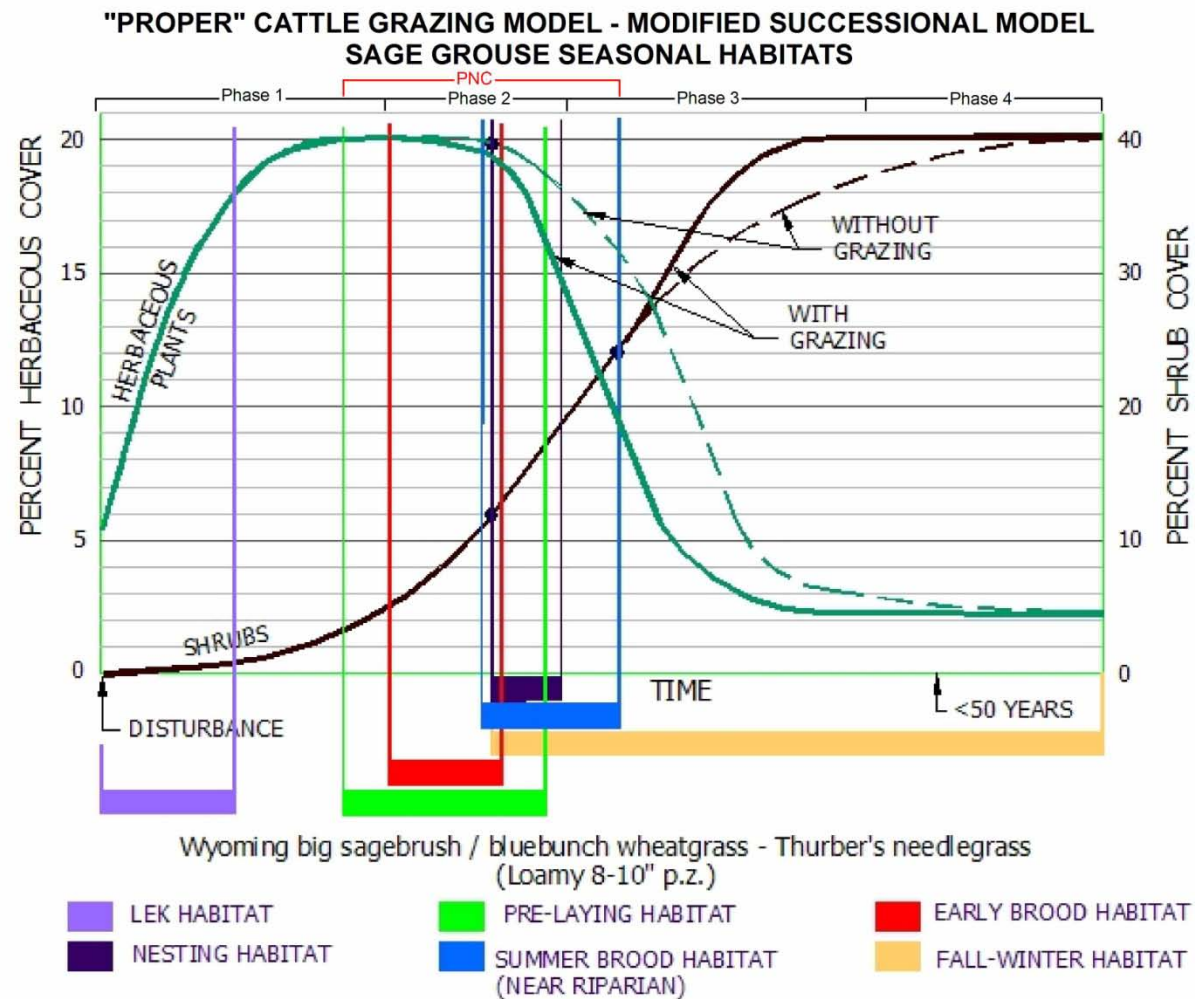 "PROPER" CATTLE GRAZING MODEL - MODIFIED SUCCESSIONAL MODEL
SAGE GROUSE SEASONAL HABITATS
PNC
Phase 1
Phase 2
Phase 3
Phase 4
PERCENT HERBACEOUS COVER
20
15
10
5
0
40
30
20
10
0
PERCENT SHRUB COVER
HERBACEOUS
PLANTS
WITHOUT
GRAZING
WITH
GRAZING
SHRUBS
DISTURBANCE
TIME
<50 YEARS
Wyoming big sagebrush / bluebunch wheatgrass - Thurber's needlegrass
(Loamy 8-10" p.z.)
LEK HABITAT
PRE-LAYING HABITAT
EARLY BROOD HABITAT
NESTING HABITAT
SUMMER BROOD HABITAT
(NEAR RIPARIAN)
FALL-WINTER HABITAT